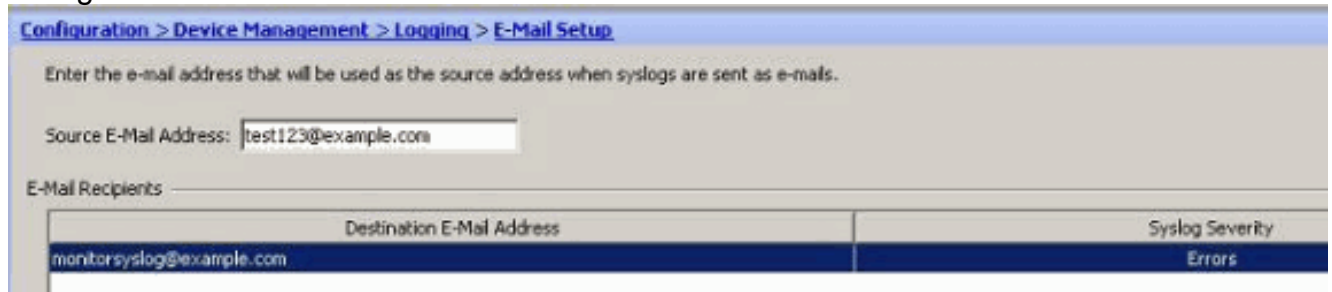 Configuration > Device Management > Logging > E-Mail Setup
Enter the e-mail address that will be used as the source address when syslogs are sent as e-mails.
Source E-Mail Address: test123@example.com
E-Mail Recipients
Destination E-Mail Address Syslog Severity
monitorsyslog@example.com Errors